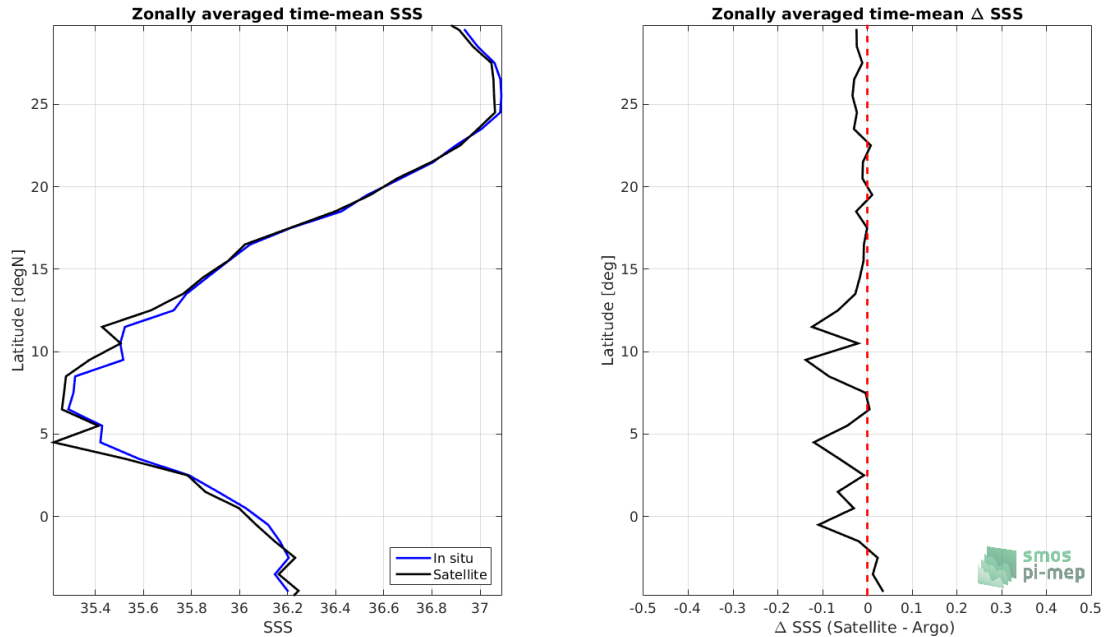 Zonally averaged time-mean SSS
25
20
15
10
5
0
Latitude [degN]
35.4 35.6 35.8 36 36.2 36.4 36.6 36.8 37
SSS
In situ
Satellite
Zonally averaged time-mean Δ SSS
25
20
15
10
5
0
Latitude [deg]
-0.5 -0.4 -0.3 -0.2 -0.1 0 0.1 0.2 0.3 0.4 0.5
Δ SSS (Satellite - Argo)
smos
pi-mep